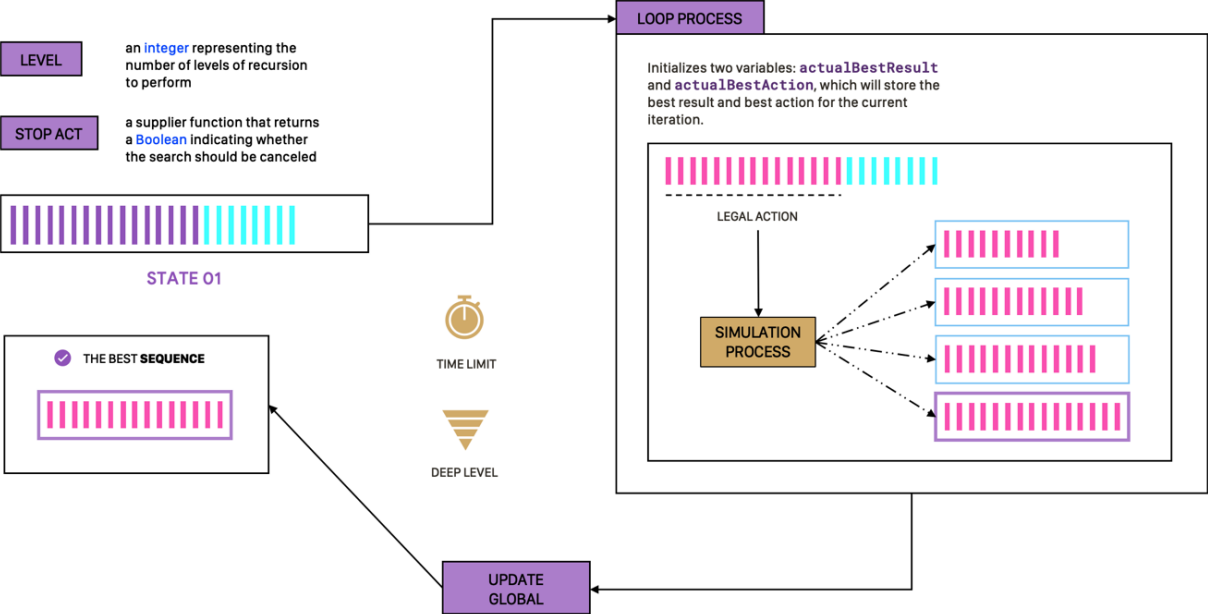 LEVEL
an integer representing the
number of levels of recursion
to perform
STOP ACT
a supplier function that returns
a Boolean indicating whether
the search should be canceled
STATE 01
THE BEST SEQUENCE
TIME LIMIT
DEEP LEVEL
UPDATE
GLOBAL
LOOP PROCESS
Initializes two variables: actualBestResult
and actualBestAction, which will store the
best result and best action for the current
iteration.
LEGAL ACTION
SIMULATION
PROCESS